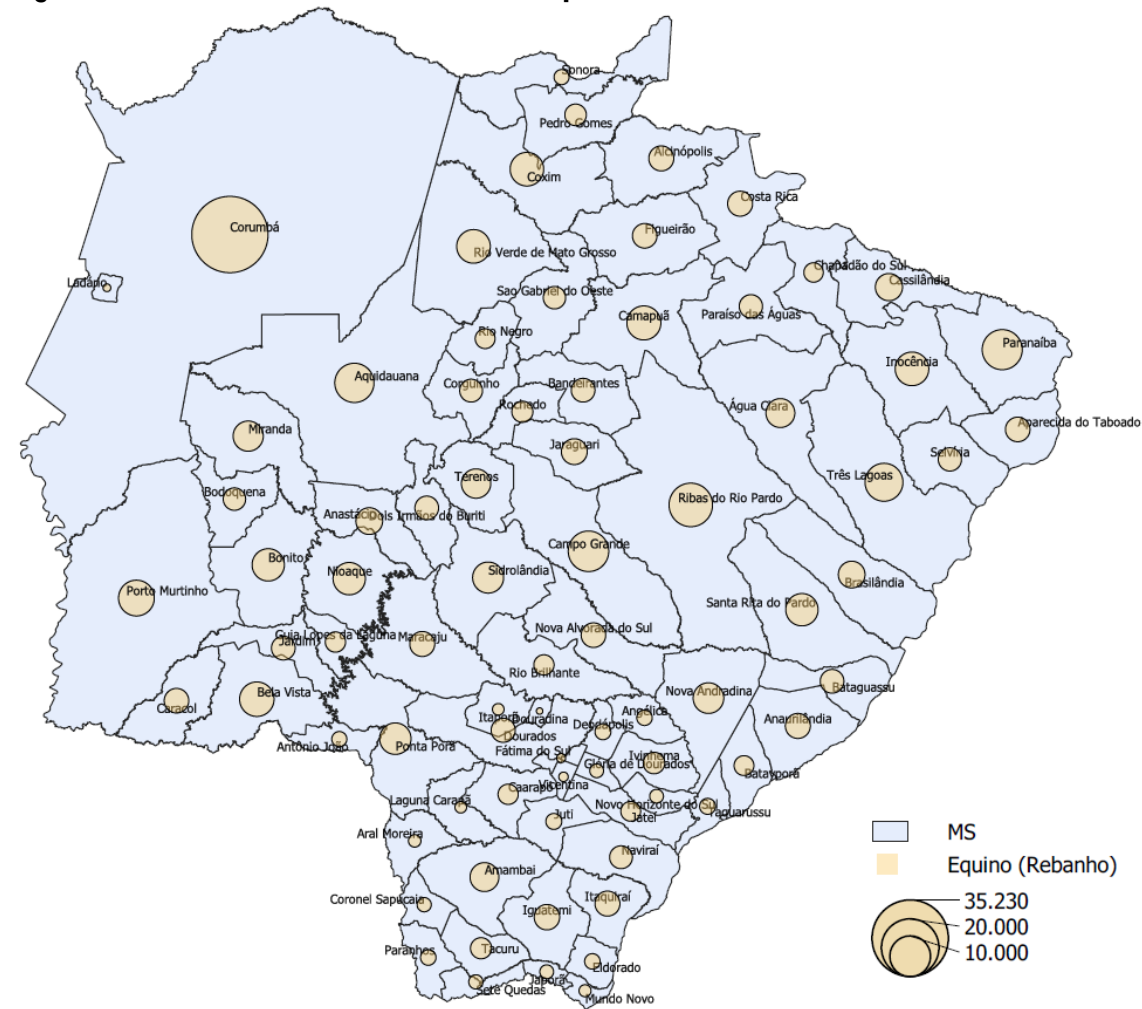 Sonora
Pedro Gomes
Alcinópolis
Coxim
Costa Rica
Corumbá
Figueirão
Rio Verde de Mato Grosso
Chapadão do Sul
Cassilândia
Ladário
Sao Gabriel do Oeste
Camapuã
Paraíso das Águas
Rio Negro
Paranaíba
Inocência
Aquidauana
Corguinho
Bandeirantes
Rochedo
Água Clara
Aparecida do Taboado
Miranda
Jaraguari
Selvíria
Terenos
Três Lagoas
Bodoquena
Ribas do Rio Pardo
Anastácio
Dois Irmãos do Buriti
Campo Grande
Bonito
Nioaque
Sidrolândia
Brasilândia
Porto Murtinho
Santa Rita do Pardo
Nova Alvorada do Sul
Guia Lopes da Laguna
Jardim
Maracaju
Rio Brilhante
Bataguassu
Bela Vista
Nova Andradina
Caracol
Angélica
Anaurilândia
Itaporã
Douradina
Deodápolis
Dourados
Antônio João
Ponta Porã
Fátima do Sul
Ivinhema
Glória de Dourados
Batayporã
Vicentina
Caarapó
Laguna Carapã
Novo Horizonte do Sul
Taquarussu
Juti
Jateí
Aral Moreira
Naviraí
MS
Equino (Rebanho)
Amambai
Coronel Sapucaia
Itaquiraí
35.230
Iguatemi
20.000
Paranhos
Tacuru
10.000
Eldorado
Japorã
Sete Quedas
Mundo Novo